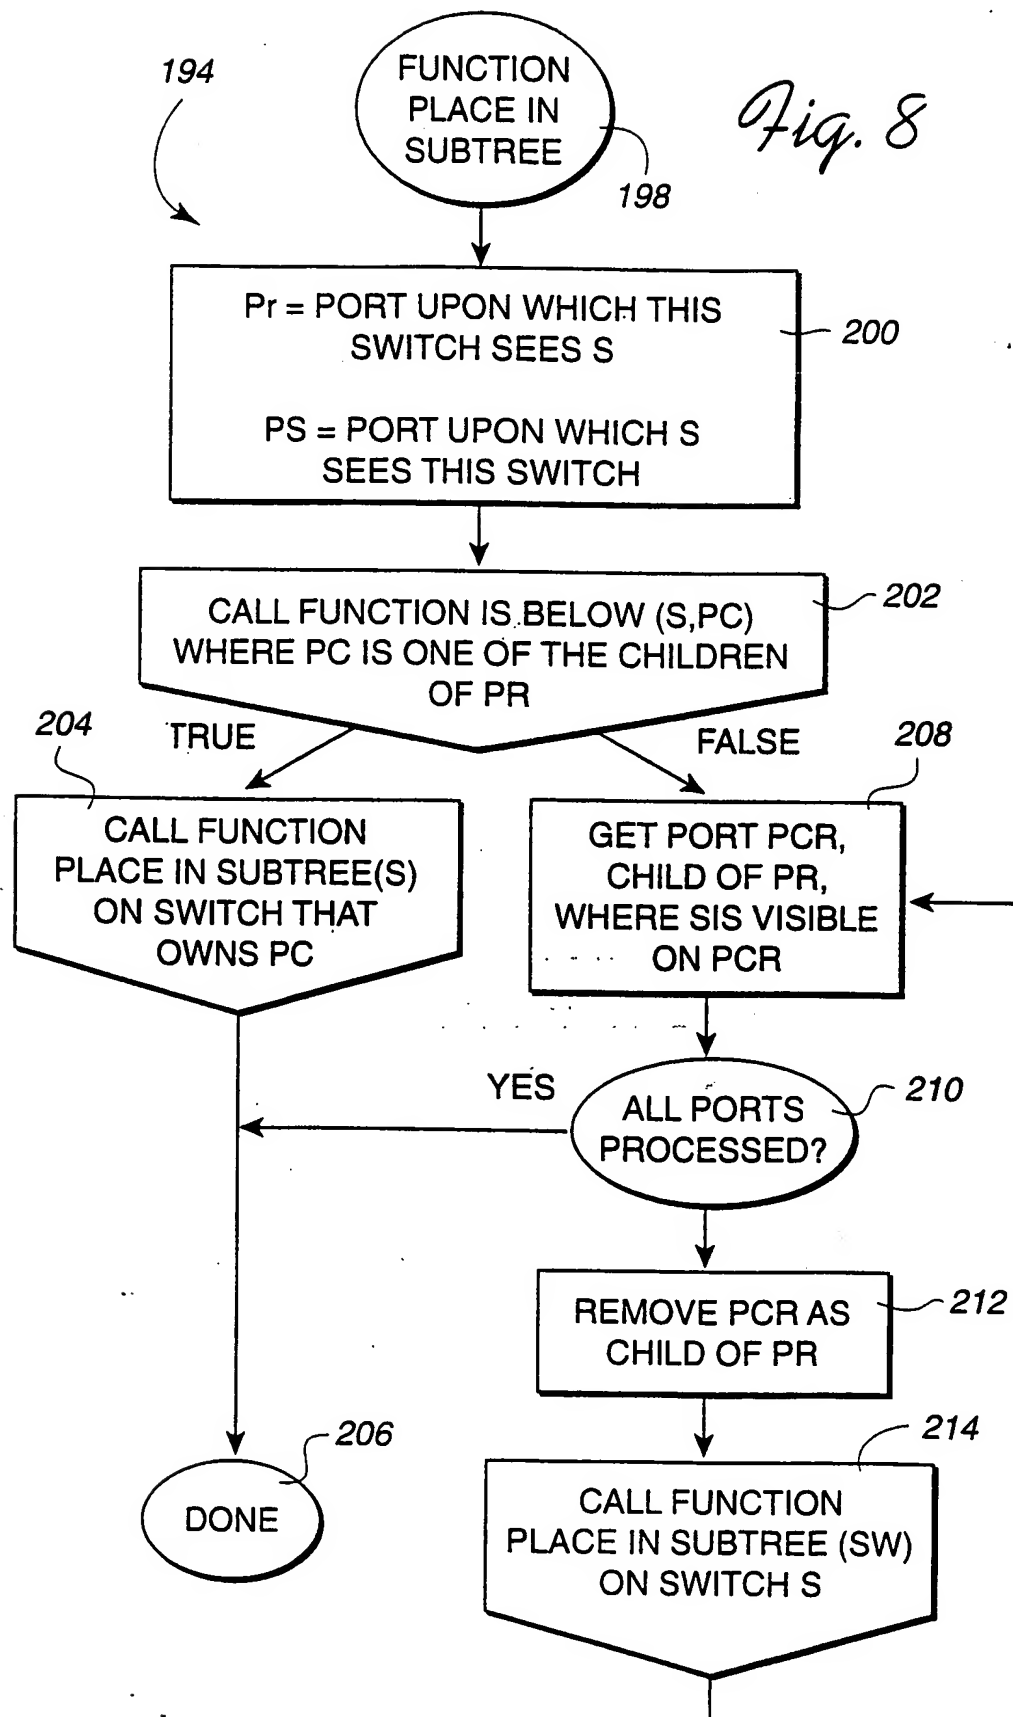 194
FUNCTION
PLACE IN
SUBTREE
198
Fig. 8
Pr = PORT UPON WHICH THIS
SWITCH SEES S
PS = PORT UPON WHICH S
SEES THIS SWITCH
200
CALL FUNCTION IS BELOW (S,PC)
WHERE PC IS ONE OF THE CHILDREN
OF PR
202
TRUE
FALSE
204
CALL FUNCTION
PLACE IN SUBTREE(S)
ON SWITCH THAT
OWNS PC
208
GET PORT PCR,
CHILD OF PR,
WHERE SIS VISIBLE
ON PCR
YES
ALL PORTS
PROCESSED?
210
REMOVE PCR AS
CHILD OF PR
212
206
DONE
214
CALL FUNCTION
PLACE IN SUBTREE (SW)
ON SWITCH S